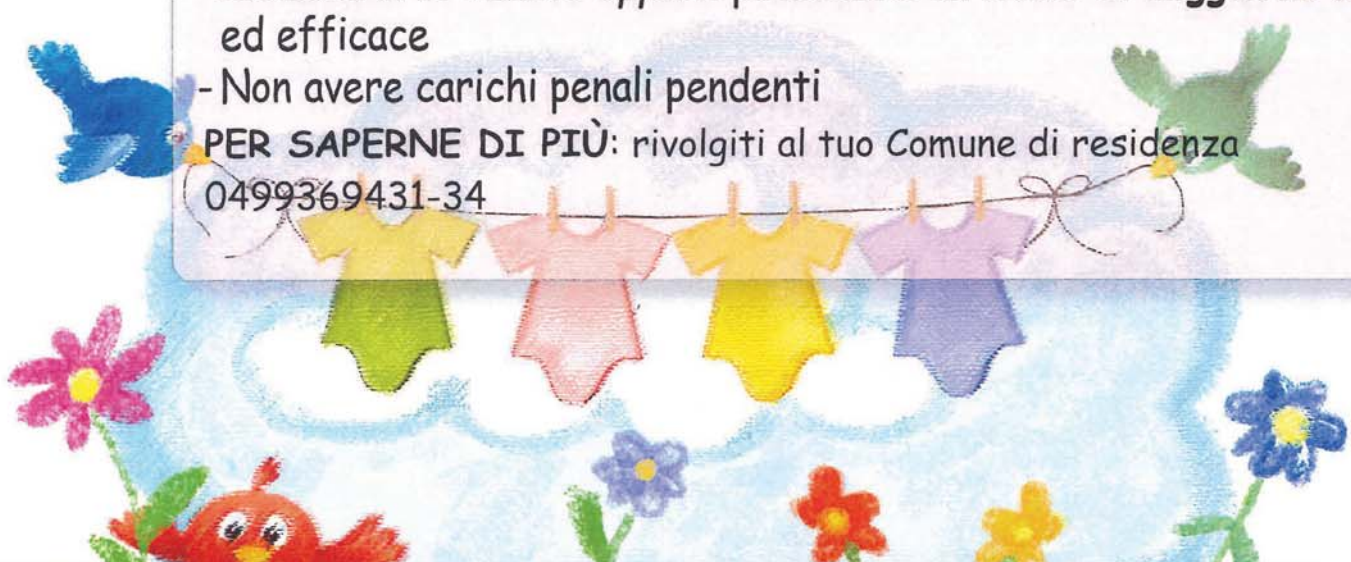 ed efficace
- Non avere carichi penali pendenti
PER SAPERNE DI PIÙ: rivolgiti al tuo Comune di residenza
0499369431-34